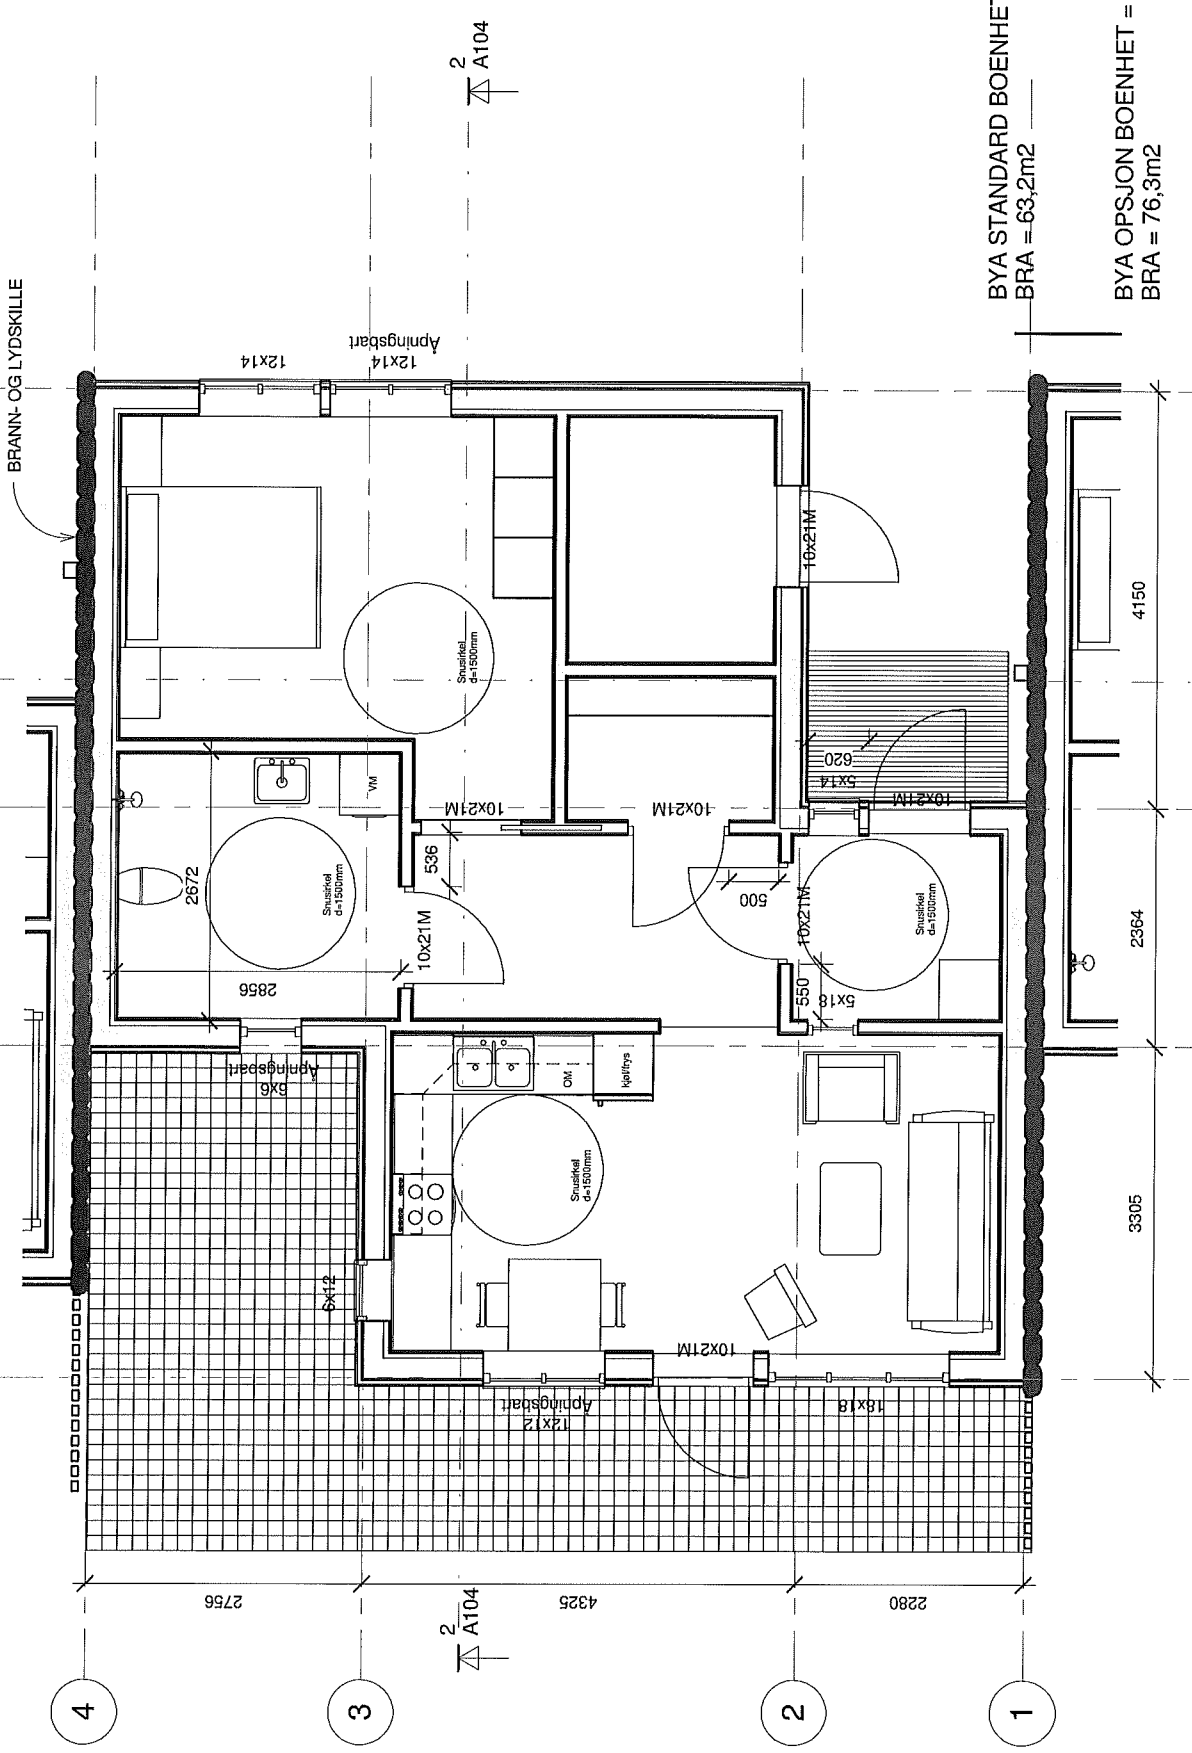 BRANN- OG LYDSKILLE
2
A104
12x14
12x14
Åpningsbart
Snusirkel
d=1500mm
VM
2672
Snusirkel
d=1500mm
2856
10x21M
536
10x21M
10x21M
10x21M
620
5x14
10x21M
500
10x21M
Snusirkel
d=1500mm
550
5x18
6x6
Åpningsbart
OM
kjøl/frys
Snusirkel
d=1500mm
6x12
10x21M
12x12
Åpningsbart
18x18
BYA STANDARD BOENHE
BRA = 63,2m2
BYA OPSJON BOENHET =
BRA = 76,3m2
4150
2364
3305
2756
4325
2280
2
A104
4
3
2
1